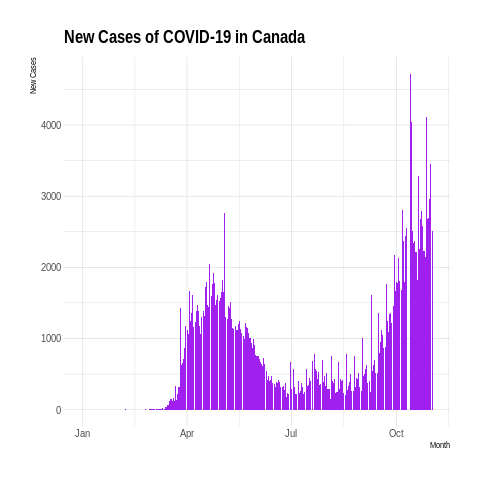 New Cases of COVID-19 in Canada
New Cases
4000
3000
2000
1000
0
Jan Apr Jul Oct
Month